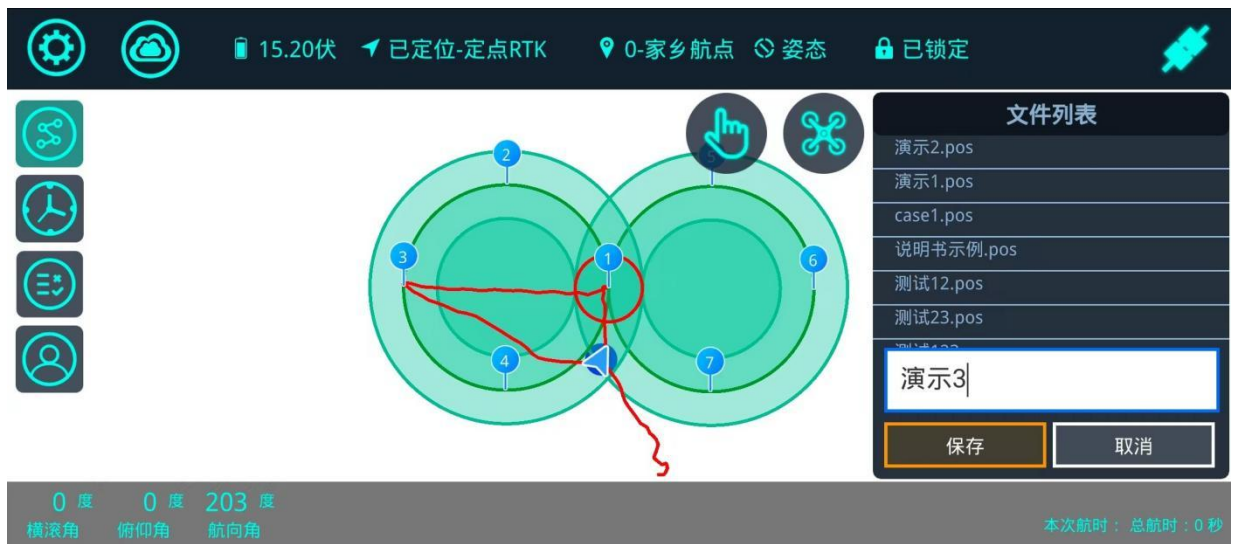 15.20伏 已定位-定点RTK 0-家乡航点 姿态 已锁定
文件列表
演示2.pos
演示1.pos
case1.pos
说明书示例.pos
测试12.pos
测试23.pos
演示3
保存 取消
2
5
3
1
6
4
7
0 度 0 度 203 度
横滚角 俯仰角 航向角
本次航时： 总航时：0 秒